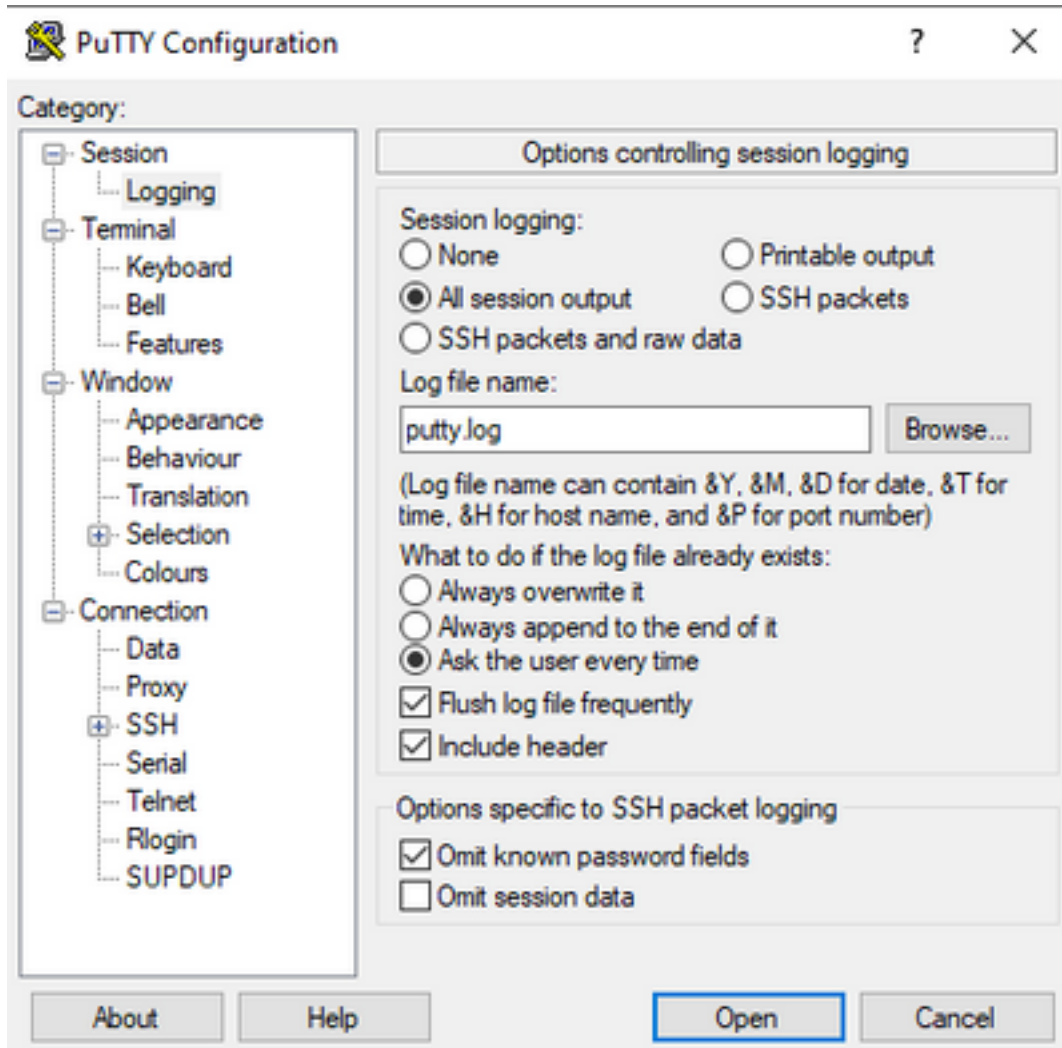 PuTTY Configuration
?
Category:
Session
Logging
Terminal
Keyboard
Bell
Features
Window
Appearance
Behaviour
Translation
Selection
Colours
Connection
Data
Proxy
SSH
Serial
Telnet
Rlogin
SUPDUP
Options controlling session logging
Session logging:
None
Printable output
All session output
SSH packets
SSH packets and raw data
Log file name:
putty.log
Browse...
(Log file name can contain &Y, &M, &D for date, &T for
time, &H for host name, and &P for port number)
What to do if the log file already exists:
Always overwrite it
Always append to the end of it
Ask the user every time
Flush log file frequently
Include header
Options specific to SSH packet logging
Omit known password fields
Omit session data
About
Help
Open
Cancel